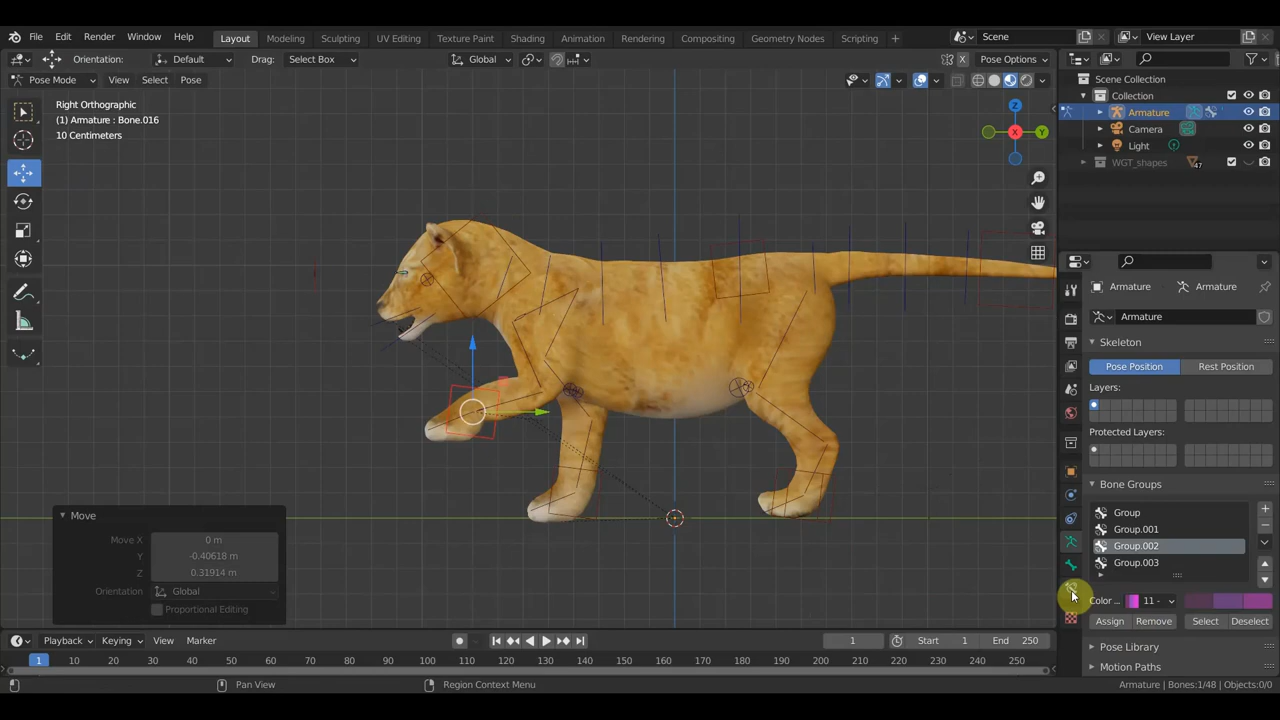 File Edit Render Window Help Layout Modeling Sculpting UV Editing Texture Paint Shading Animation Rendering Compositing Geometry Nodes Scripting + Scene View Layer
Orientation: Default Drag: Select Box Global X Pose Options
Pose Mode View Select Pose
Scene Collection
Collection
Armature
Camera
Light
WGT_shapes 47
Right Orthographic
(1) Armature : Bone.016
10 Centimeters
Z
X
Y
Armature Armature
Armature
Skeleton
Pose Position Rest Position
Layers:
Protected Layers:
Bone Groups
Group
Group.001
Group.002
Group.003
Color ... 11 -
Assign Remove Select Deselect
Pose Library
Motion Paths
Move
Move X 0 m
Y -0.40618 m
Z 0.31914 m
Orientation Global
Proportional Editing
Playback Keying View Marker 1 Start 1 End 250
1 10 20 30 40 50 60 70 80 90 100 110 120 130 140 150 160 170 180 190 200 210 220 230 240 250
Pan View Region Context Menu Armature | Bones:1/48 | Objects:0/0